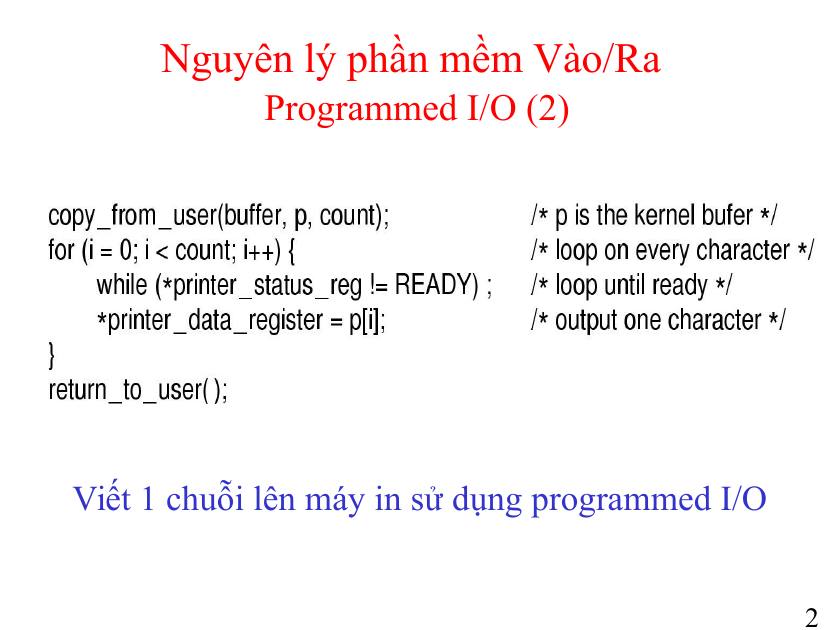 Nguyên lý phần mềm Vào/Ra
Programmed I/O (2)
copy_from_user(buffer, p, count); /* p is the kernel bufer */
for (i = 0; i < count; i++) { /* loop on every character */
while (*printer_status_reg != READY) ; /* loop until ready */
*printer_data_register = p[i]; /* output one character */
}
return_to_user( );
Viết 1 chuỗi lên máy in sử dụng programmed I/O
2